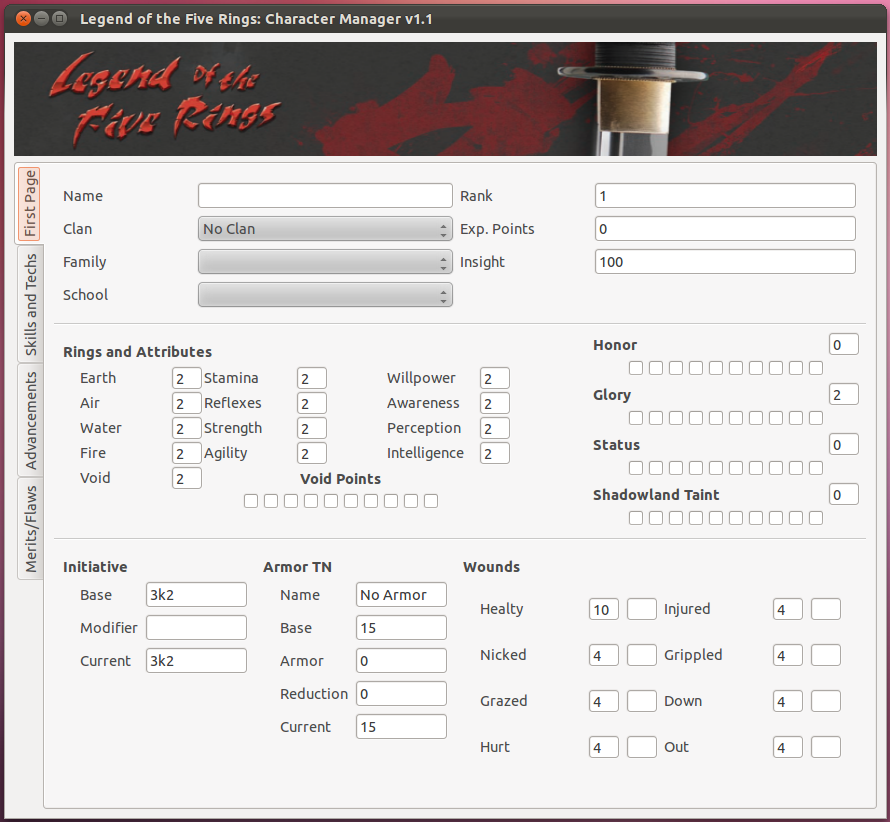 Legend of the Five Rings: Character Manager v1.1
Legend of the
Five Rings
First Page
Skills and Techs
Advancements
Merits/Flaws
Name Rank 1
Clan No Clan Exp. Points 0
Family Insight 100
School
Rings and Attributes
Earth 2 Stamina 2 Willpower 2
Air 2 Reflexes 2 Awareness 2
Water 2 Strength 2 Perception 2
Fire 2 Agility 2 Intelligence 2
Void 2 Void Points
Honor 0
Glory 2
Status 0
Shadowland Taint 0
Initiative
Base 3k2
Modifier
Current 3k2
Armor TN
Name No Armor
Base 15
Armor 0
Reduction 0
Current 15
Wounds
Healty 10 Injured 4
Nicked 4 Grippled 4
Grazed 4 Down 4
Hurt 4 Out 4